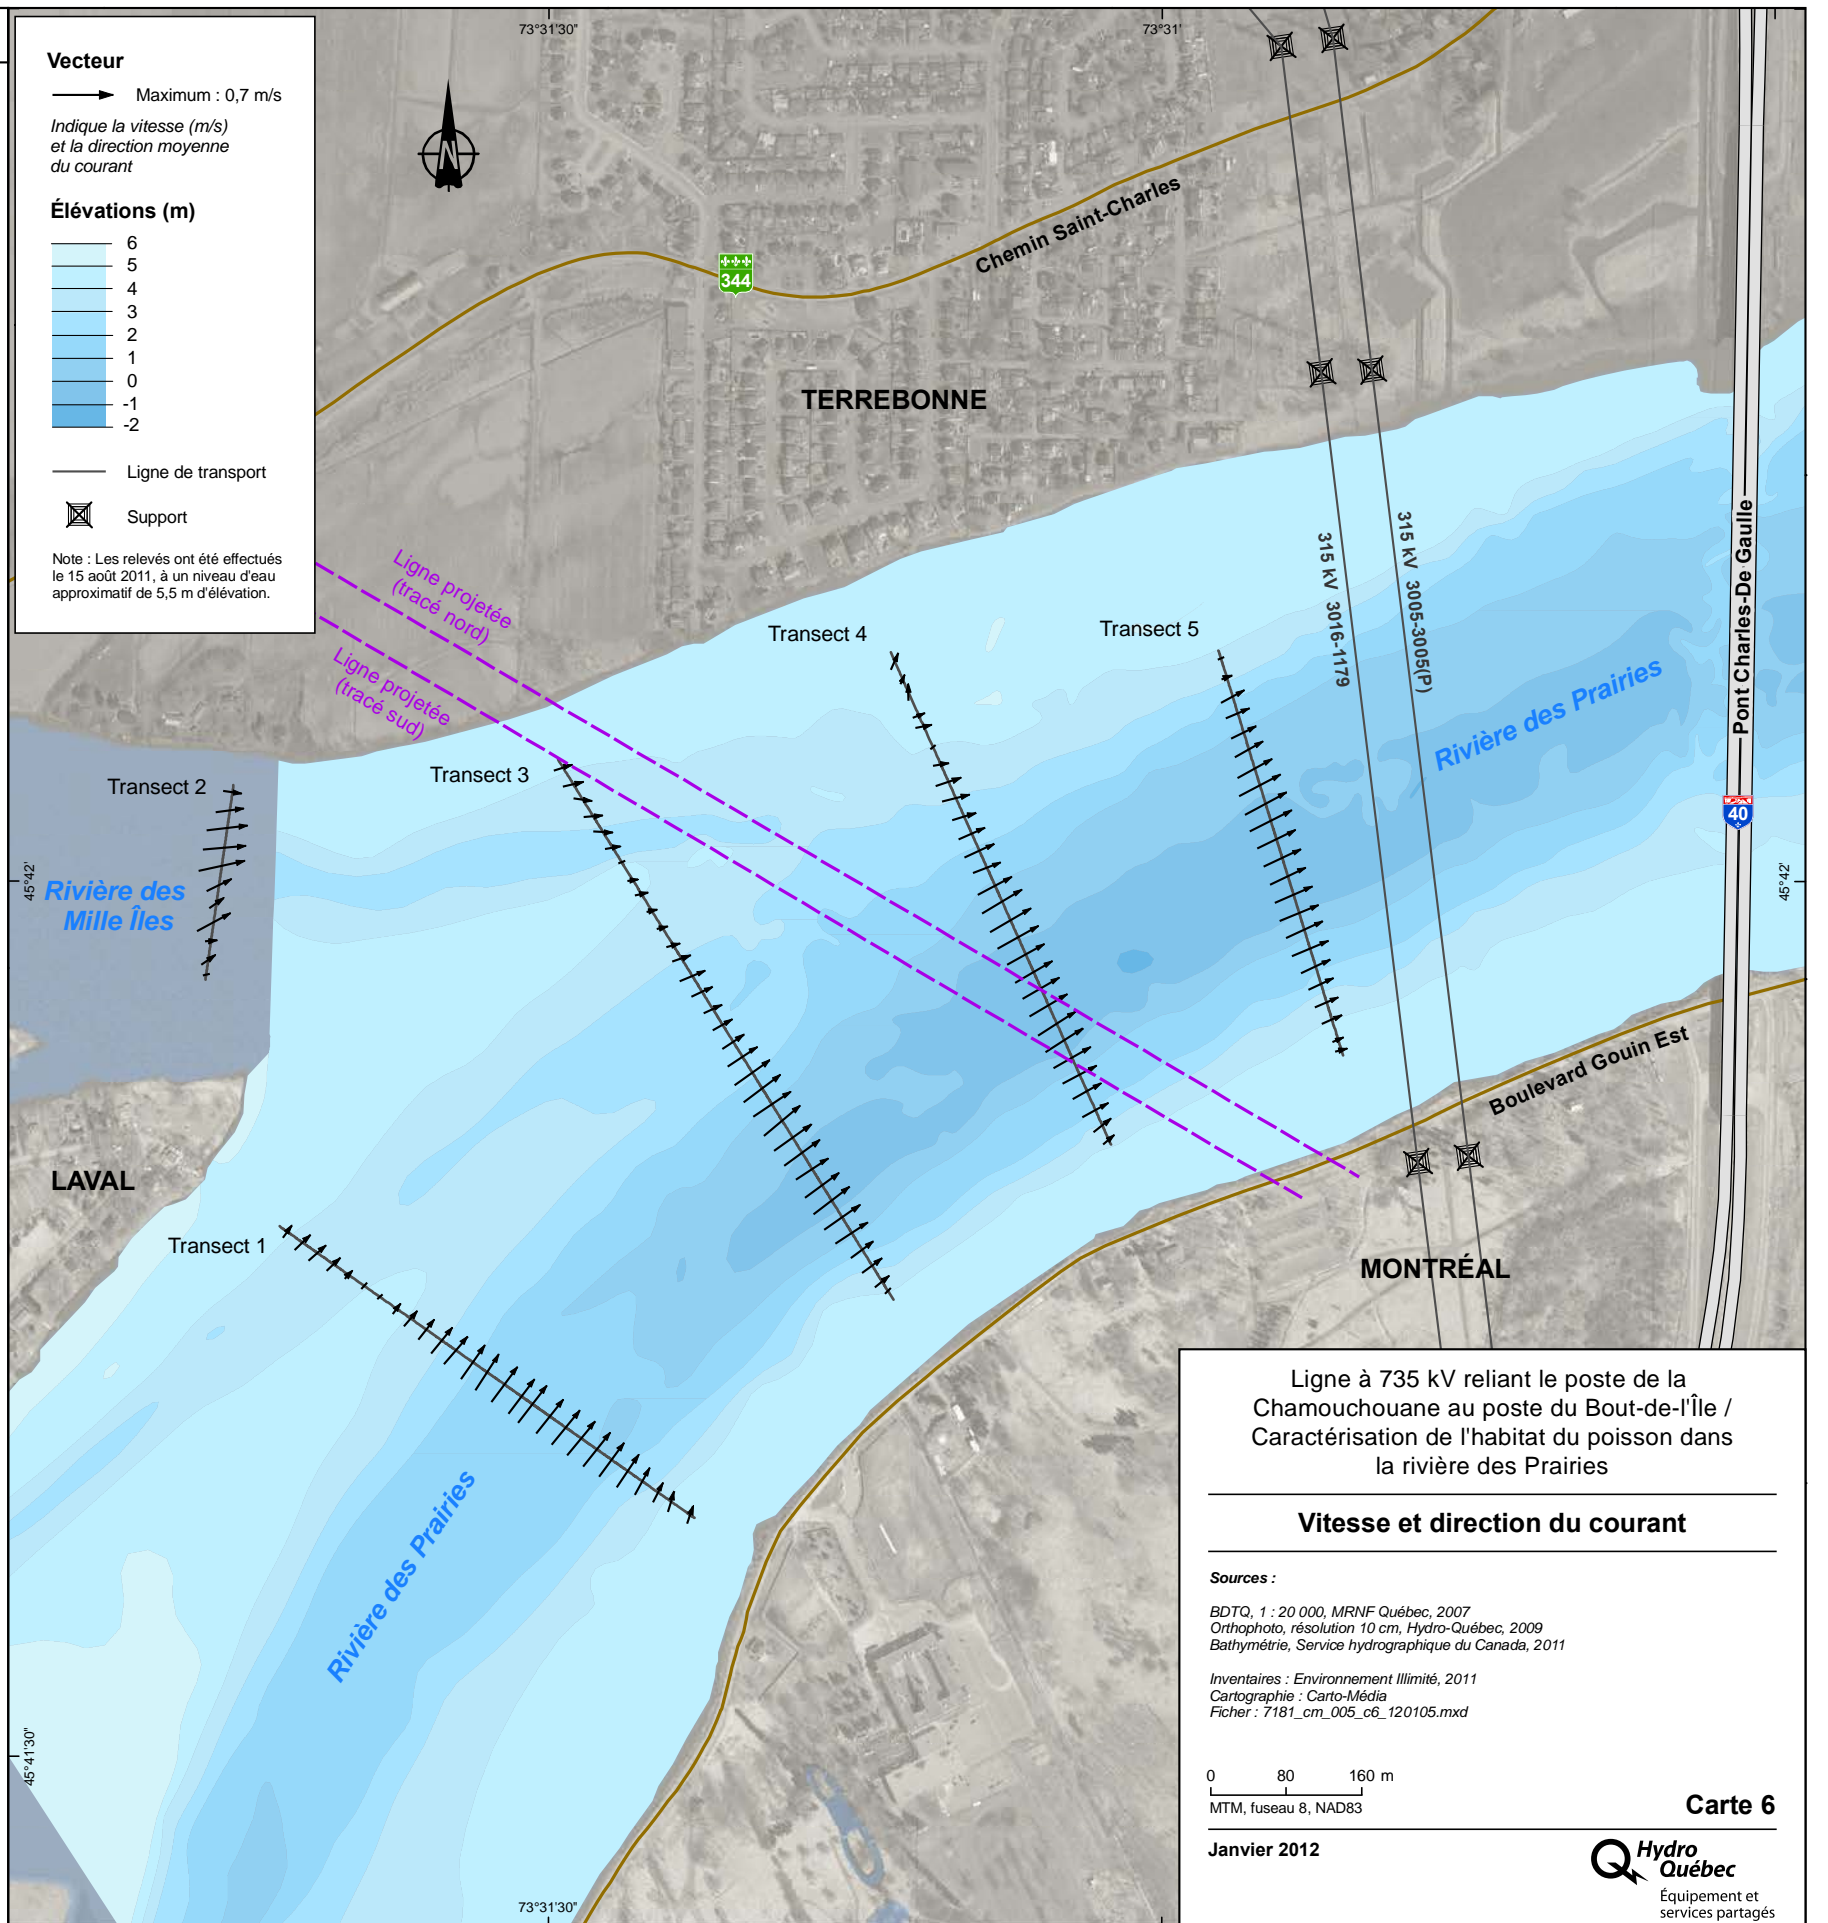 Vecteur
Maximum : 0,7 m/s
Indique la vitesse (m/s)
et la direction moyenne
du courant
Élévations (m)
6
5
4
3
2
1
0
-1
-2
Ligne de transport
Support
Note : Les relevés ont été effectués
le 15 août 2011, à un niveau d'eau
approximatif de 5,5 m d'élévation.
73°31'30"
73°31'
N
344
Chemin Saint-Charles
TERREBONNE
Ligne projetée
(tracé nord)
Ligne projetée
(tracé sud)
Transect 4
Transect 5
315 kV 3016-1179
315 kV 3005-3005(P)
Pont Charles-De Gaulle
Rivière des Prairies
40
Transect 2
Transect 3
45°42'
45°42'
Rivière des
Mille Îles
Boulevard Gouin Est
LAVAL
Transect 1
MONTRÉAL
Rivière des Prairies
45°41'30"
73°31'30"
Ligne à 735 kV reliant le poste de la
Chamouchouane au poste du Bout-de-l'Île /
Caractérisation de l'habitat du poisson dans
la rivière des Prairies
Vitesse et direction du courant
Sources :
BDTQ, 1 : 20 000, MRNF Québec, 2007
Orthophoto, résolution 10 cm, Hydro-Québec, 2009
Bathymétrie, Service hydrographique du Canada, 2011
Inventaires : Environnement Illimité, 2011
Cartographie : Carto-Média
Ficher : 7181_cm_005_c6_120105.mxd
0 80 160 m
MTM, fuseau 8, NAD83
Carte 6
Janvier 2012
Hydro
Québec
Équipement et
services partagés